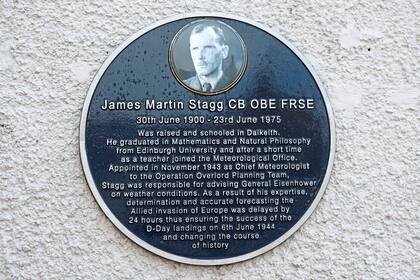 James Martin Stagg CB OBE FRSE
30th June 1900 - 23rd June 1975
Was raised and schooled in Dalkeith.
He graduated in Mathematics and Natural Philosophy
from Edinburgh University and after a short time
as a teacher joined the Meteorological Office.
Appointed in November 1943 as Chief Meteorologist
to the Operation Overlord Planning Team,
Stagg was responsible for advising General Eisenhower
on weather conditions. As a result of his expertise,
determination and accurate forecasting the
Allied invasion of Europe was delayed by
24 hours thus ensuring the success of the
D-Day landings on 6th June 1944
and changing the course
of history